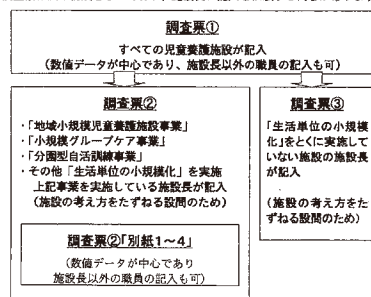 調査票①
すべての児童養護施設が記入
(数値データが中心であり、施設長以外の職員の記入も可)
調査票②
・「地域小規模児童養護施設事業」
・「小規模グループケア事業」
・「分園型自活訓練事業」
・その他「生活単位の小規模化」を実施
上記事業を実施している施設長が記入
(施設の考え方をたずねる設問のため)
調査票②「別紙1~4」
(数値データが中心であり
施設長以外の職員の記入も可)
調査票③
「生活単位の小規模
化」をとくに実施して
いない施設の施設長
が記入
(施設の考え方をた
ずねる設問のため)